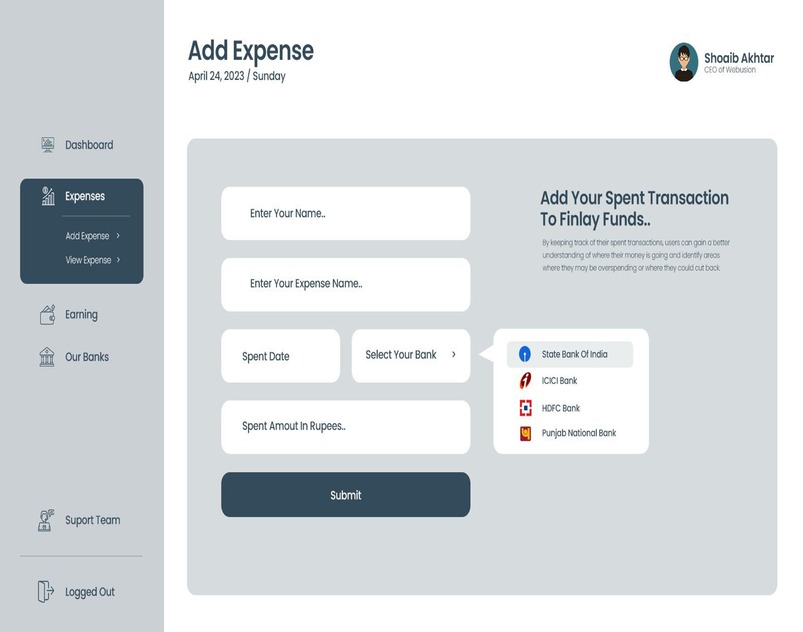 Add Expense
April 24, 2023 / Sunday
Shoaib Akhtar
CEO of Webusion
Dashboard
Expenses
Add Expense
View Expense
Earning
Our Banks
Suport Team
Logged Out
Enter Your Name..
Enter Your Expense Name..
Spent Date
Select Your Bank
Spent Amout In Rupees..
Submit
Add Your Spent Transaction
To Finlay Funds..
By keeping track of their spent transactions, users can gain a better
understanding of where their money is going and identify areas
where they may be overspending or where they could cut back.
State Bank Of India
ICICI Bank
HDFC Bank
Punjab National Bank